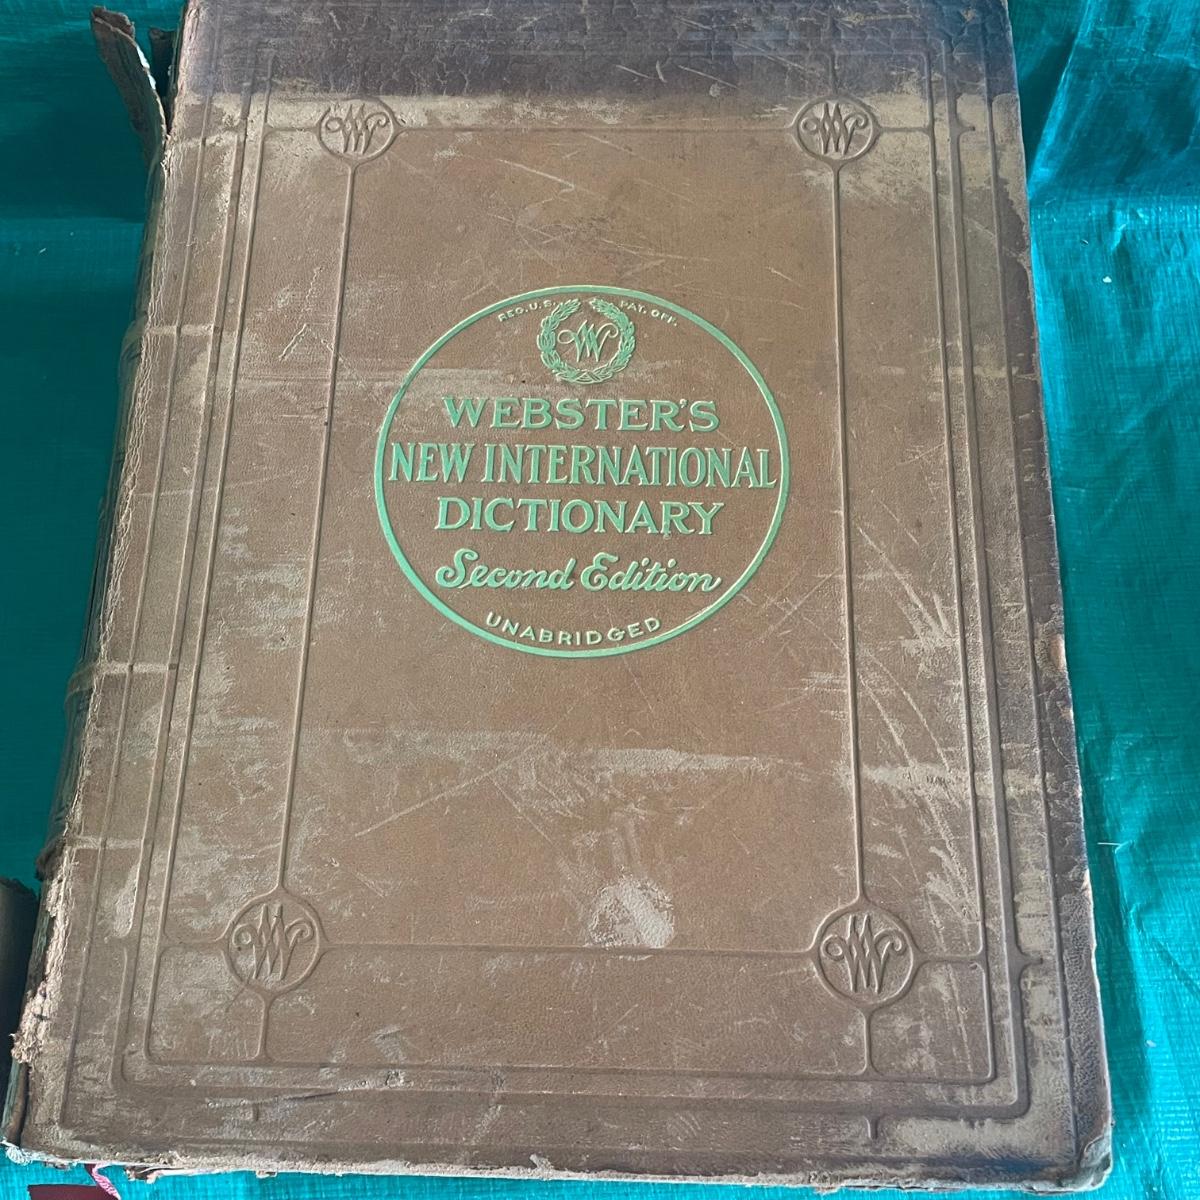 W W
REG. U.S. PAT. OFF.
W
WEBSTER'S
NEW INTERNATIONAL
DICTIONARY
Second Edition
UNABRIDGED
W W